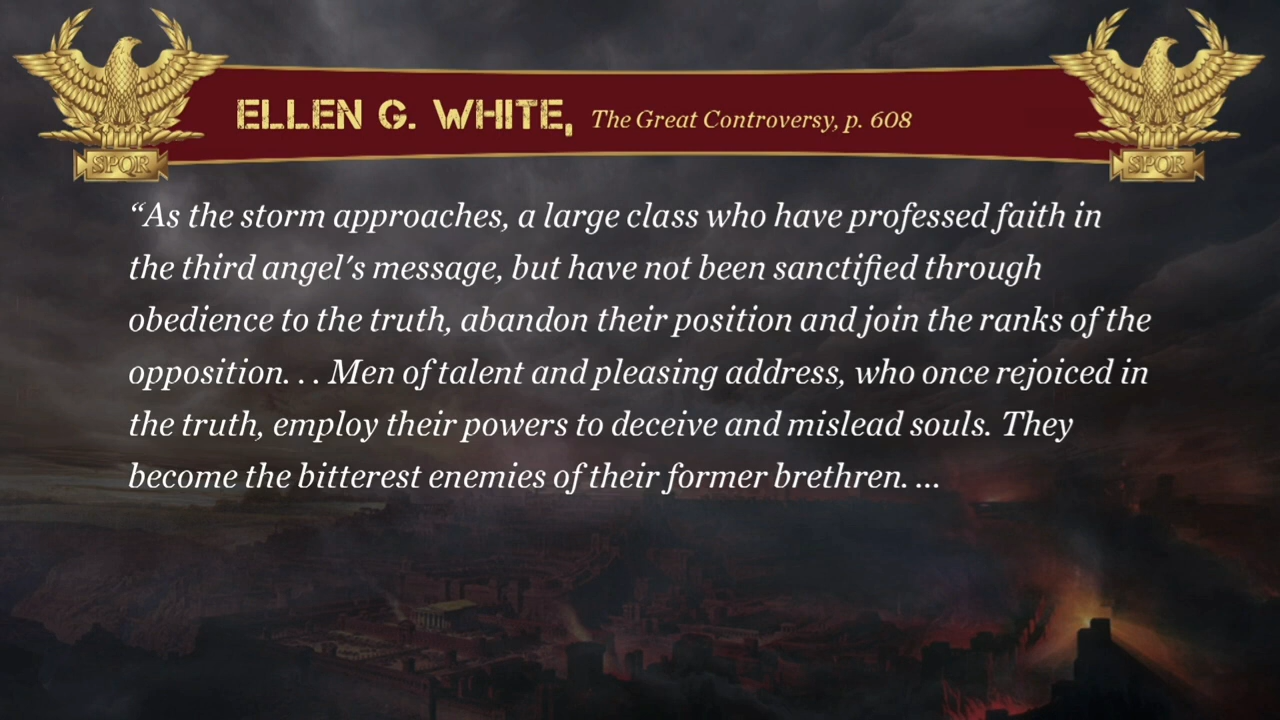 SPQR
ELLEN G. WHITE, The Great Controversy, p. 608
SPQR
“As the storm approaches, a large class who have professed faith in
the third angel's message, but have not been sanctified through
obedience to the truth, abandon their position and join the ranks of the
opposition. . . Men of talent and pleasing address, who once rejoiced in
the truth, employ their powers to deceive and mislead souls. They
become the bitterest enemies of their former brethren. ...